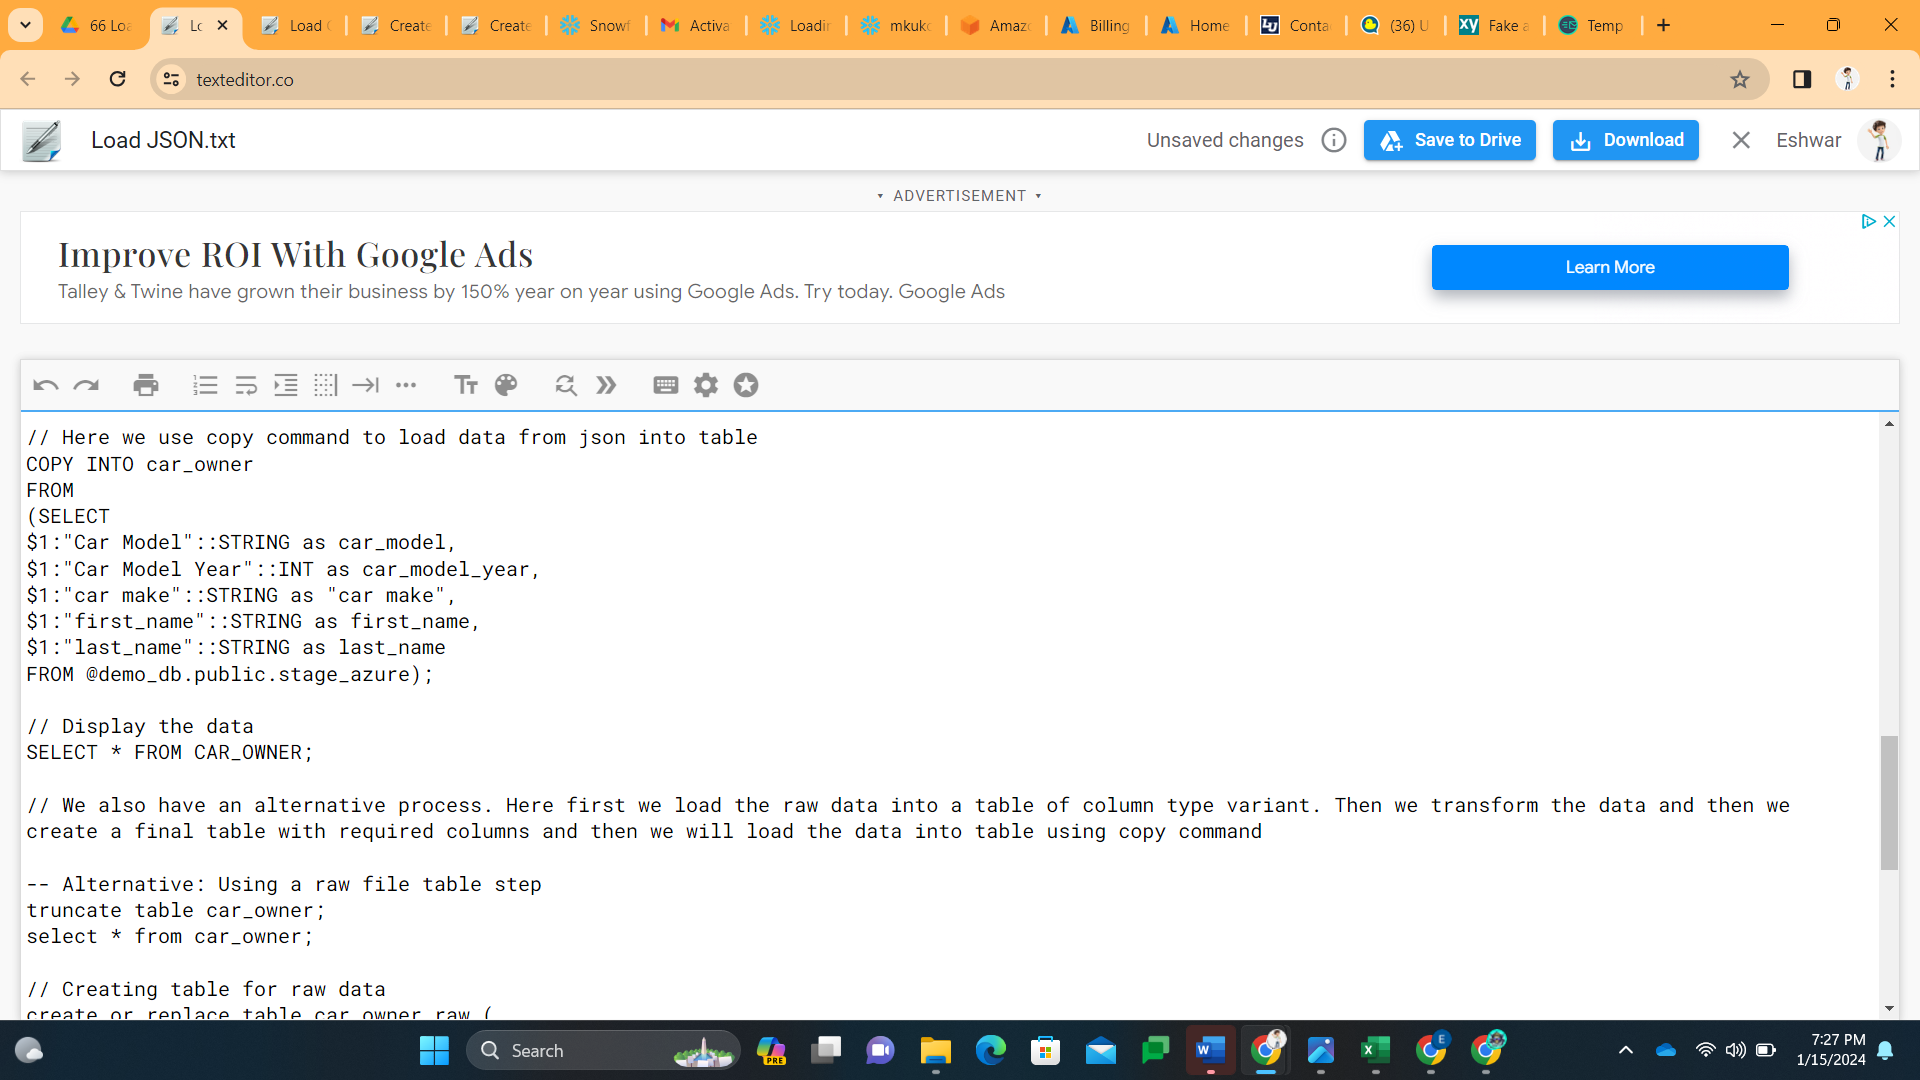 66 Loa
Lo
Load (
Create
Create
Snowf
Activa
Loadin
mkuko
Amazo
Billing
Home
Conta
(36) U
Fake a
Temp
texteditor.co
Load JSON.txt
Unsaved changes
Save to Drive
Download
Eshwar
ADVERTISEMENT
Improve ROI With Google Ads
Talley & Twine have grown their business by 150% year on year using Google Ads. Try today. Google Ads
Learn More
// Here we use copy command to load data from json into table
COPY INTO car_owner
FROM
(SELECT
$1:"Car Model"::STRING as car_model,
$1:"Car Model Year"::INT as car_model_year,
$1:"car make"::STRING as "car make",
$1:"first_name"::STRING as first_name,
$1:"last_name"::STRING as last_name
FROM @demo_db.public.stage_azure);
// Display the data
SELECT * FROM CAR_OWNER;
// We also have an alternative process. Here first we load the raw data into a table of column type variant. Then we transform the data and then we
create a final table with required columns and then we will load the data into table using copy command
-- Alternative: Using a raw file table step
truncate table car_owner;
select * from car_owner;
// Creating table for raw data
create or replace table car_owner_raw (
Search
PRE
7:27 PM
1/15/2024